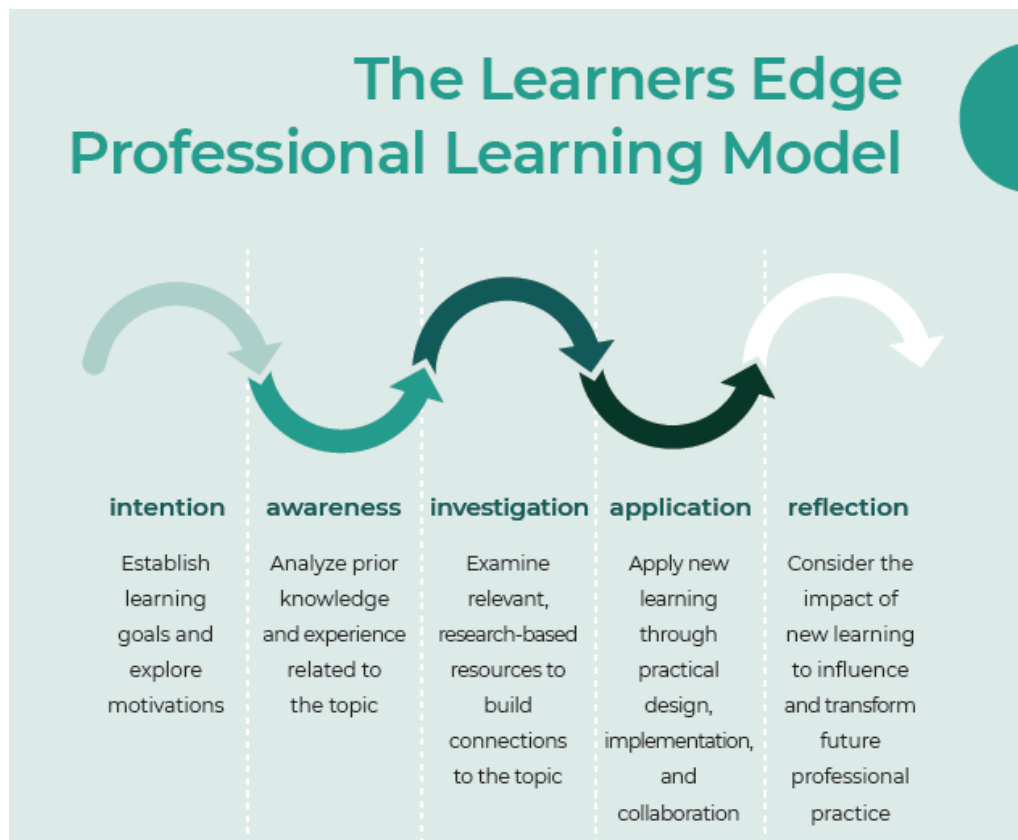 The Learners Edge
Professional Learning Model
intention
Establish
learning
goals and
explore
motivations
awareness
Analyze prior
knowledge
and experience
related to
the topic
investigation
Examine
relevant,
research-based
resources to
build
connections
to the topic
application
Apply new
learning
through
practical
design,
implementation,
and
collaboration
reflection
Consider the
impact of
new learning
to influence
and transform
future
professional
practice